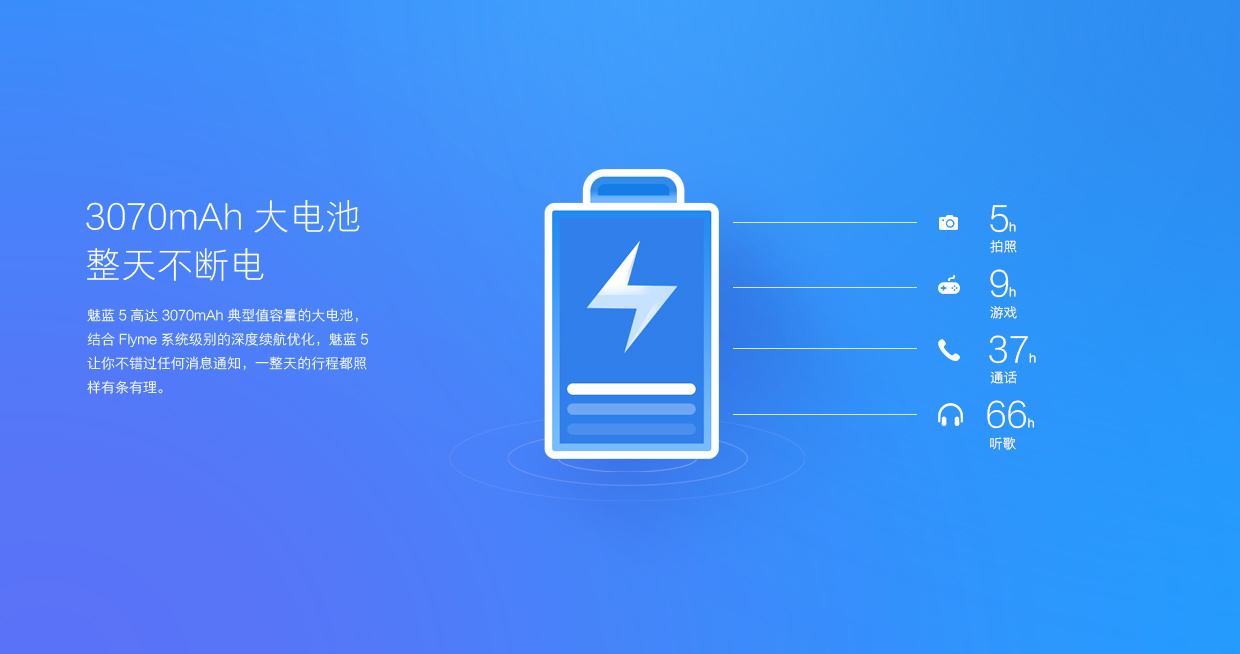 3070mAh 大电池
整天不断电
魅蓝 5 高达 3070mAh 典型值容量的大电池，
结合 Flyme 系统级别的深度续航优化，魅蓝 5
让你不错过任何消息通知，一整天的行程都照
样有条有理。
5h
拍照
9h
游戏
37h
通话
66h
听歌